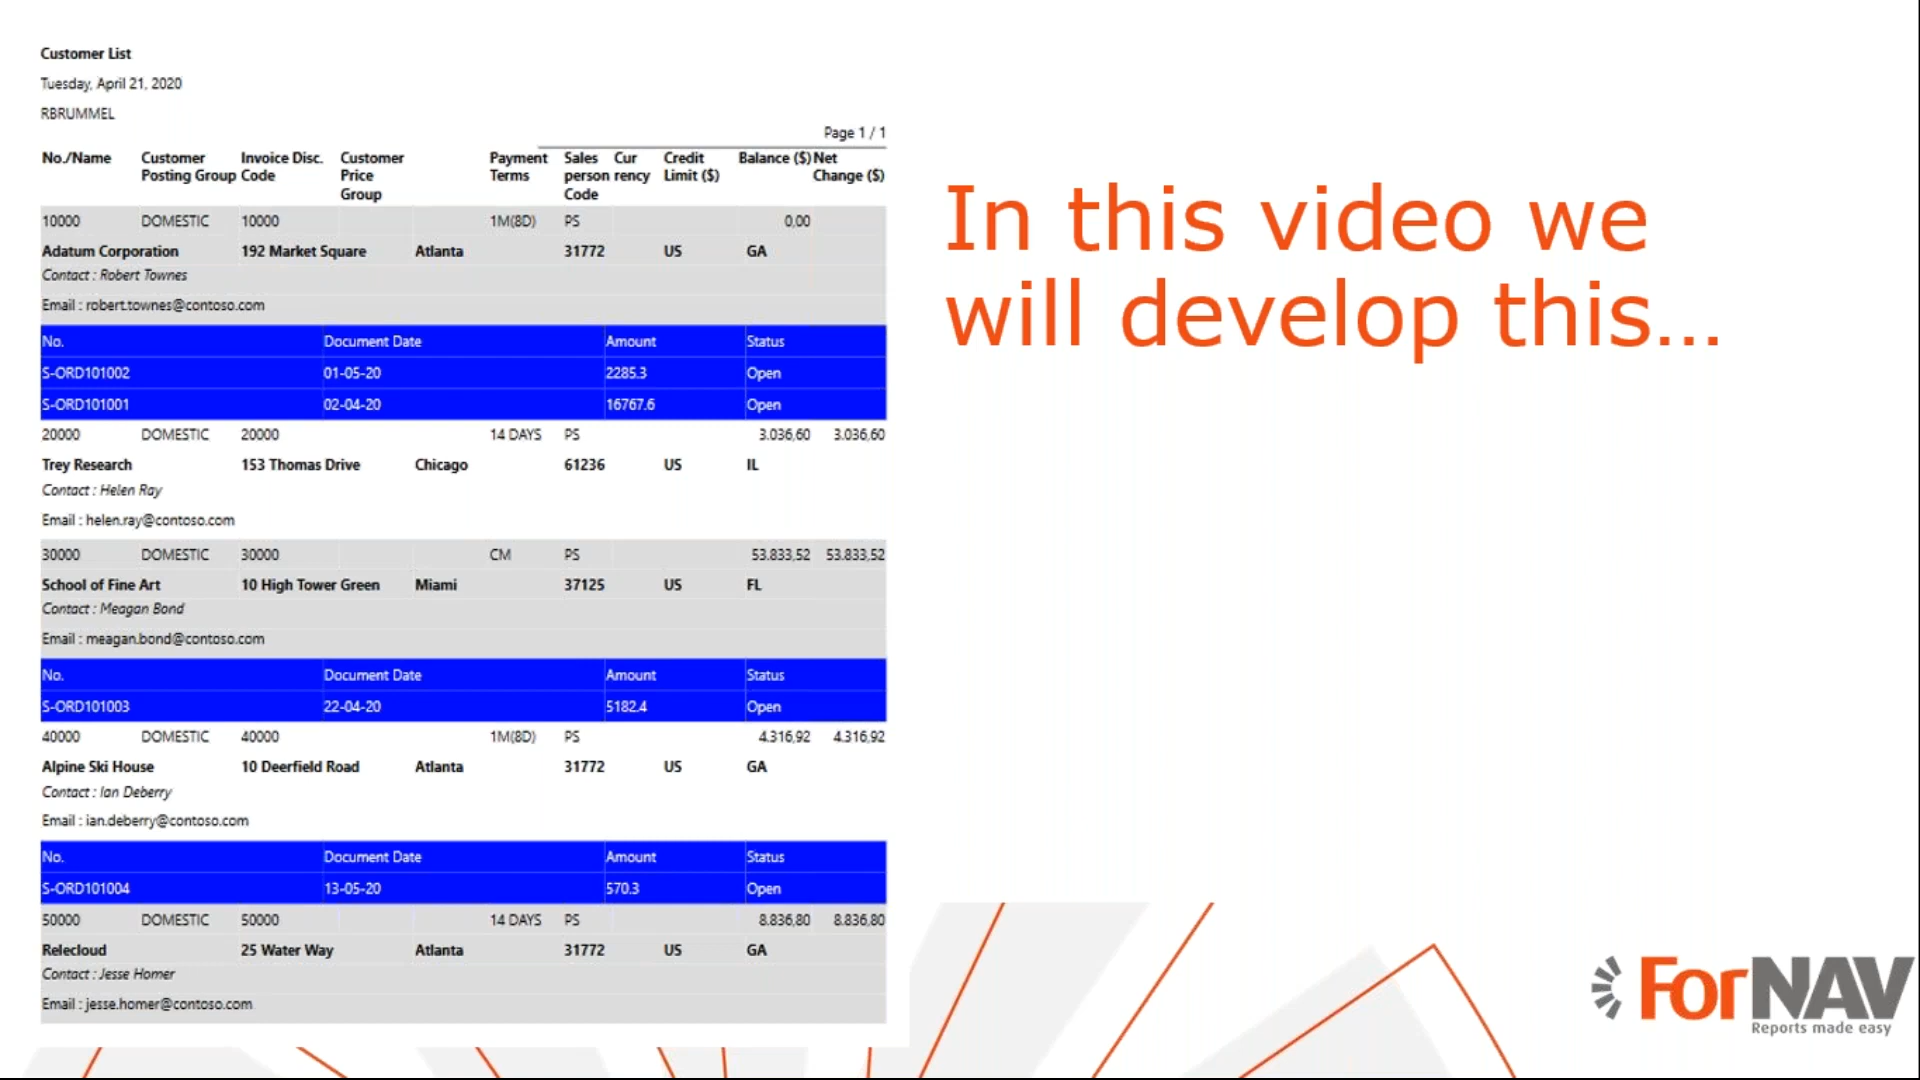 Customer List
Tuesday, April 21, 2020
RBRUMMEL
Page 1 / 1
No./Name Customer Invoice Disc. Customer Payment Sales Cur Credit Balance ($) Net
Posting Group Code Price Terms person rency Limit ($) Change ($)
Group Code
10000 DOMESTIC 10000 1M(8D) PS 0,00
Adatum Corporation 192 Market Square Atlanta 31772 US GA
Contact : Robert Townes
Email : robert.townes@contoso.com
No. Document Date Amount Status
S-ORD101002 01-05-20 2285.3 Open
S-ORD101001 02-04-20 16767.6 Open
20000 DOMESTIC 20000 14 DAYS PS 3.036,60 3.036,60
Trey Research 153 Thomas Drive Chicago 61236 US IL
Contact : Helen Ray
Email : helen.ray@contoso.com
30000 DOMESTIC 30000 CM PS 53.833,52 53.833,52
School of Fine Art 10 High Tower Green Miami 37125 US FL
Contact : Meagan Bond
Email : meagan.bond@contoso.com
No. Document Date Amount Status
S-ORD101003 22-04-20 5182.4 Open
40000 DOMESTIC 40000 1M(8D) PS 4.316,92 4.316,92
Alpine Ski House 10 Deerfield Road Atlanta 31772 US GA
Contact : Ian Deberry
Email : ian.deberry@contoso.com
No. Document Date Amount Status
S-ORD101004 13-05-20 570.3 Open
50000 DOMESTIC 50000 14 DAYS PS 8.836,80 8.836,80
Relecloud 25 Water Way Atlanta 31772 US GA
Contact : Jesse Homer
Email : jesse.homer@contoso.com
In this video we
will develop this...
ForNAV
Reports made easy